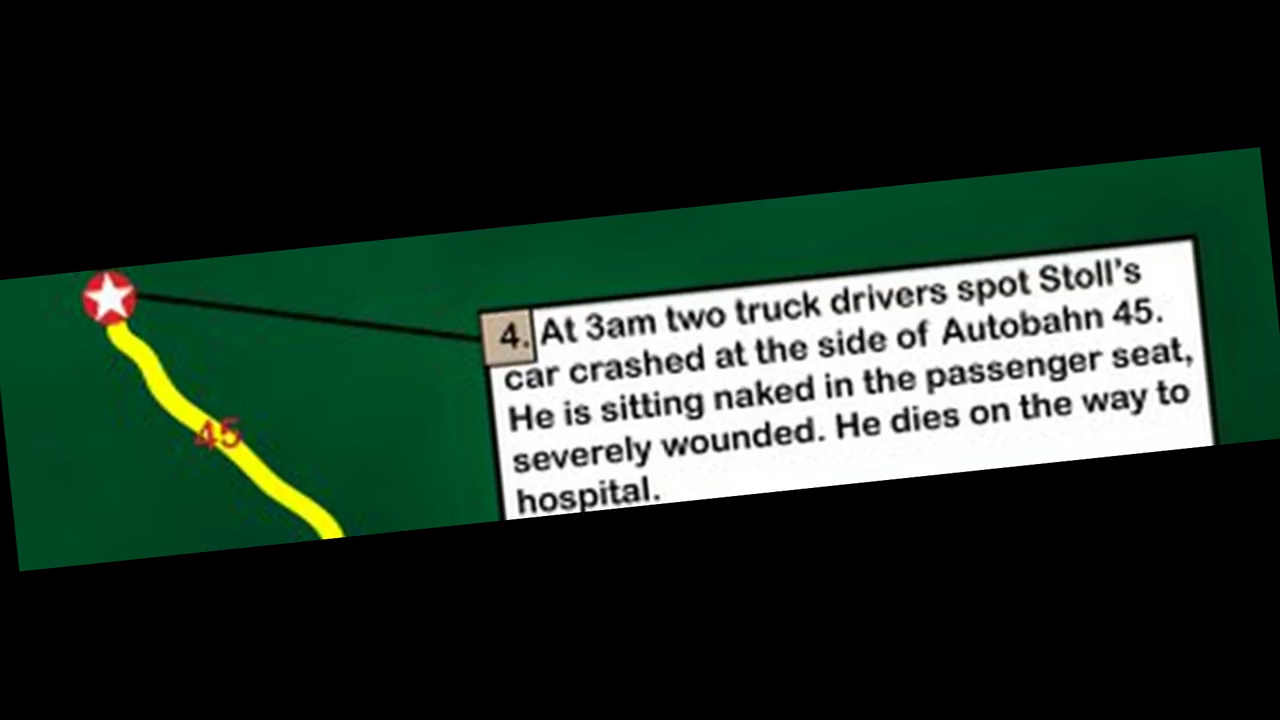 4. At 3am two truck drivers spot Stoll's
car crashed at the side of Autobahn 45.
He is sitting naked in the passenger seat,
severely wounded. He dies on the way to
hospital.
45